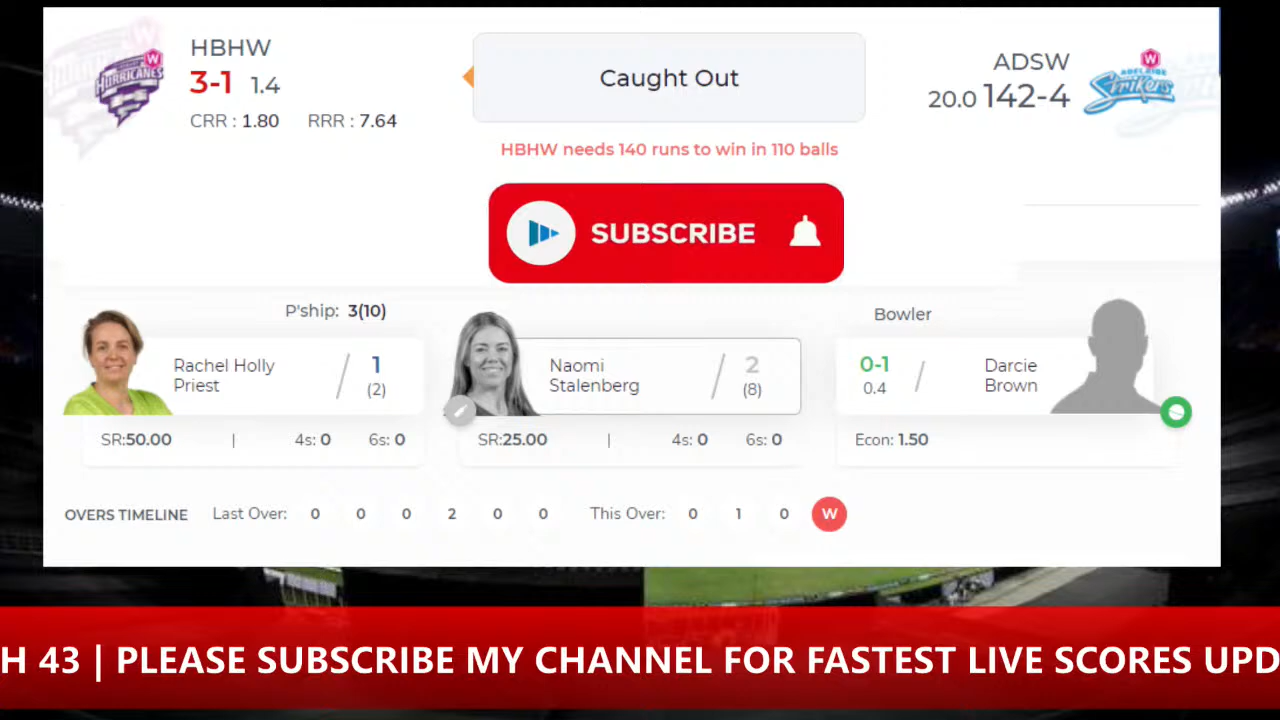 HBHW
3-1 1.4
CRR : 1.80 RRR : 7.64
Caught Out
HBHW needs 140 runs to win in 110 balls
ADSW
20.0 142-4
HURRICANES
W
W
ADELAIDE
Strikers
SUBSCRIBE
P'ship: 3(10)
Rachel Holly
Priest
1
(2)
SR:50.00 | 4s: 0 6s: 0
Naomi
Stalenberg
2
(8)
SR:25.00 | 4s: 0 6s: 0
Bowler
0-1
0.4
Darcie
Brown
Econ: 1.50
OVERS TIMELINE Last Over: 0 0 0 2 0 0 This Over: 0 1 0 W
H 43 | PLEASE SUBSCRIBE MY CHANNEL FOR FASTEST LIVE SCORES UPD